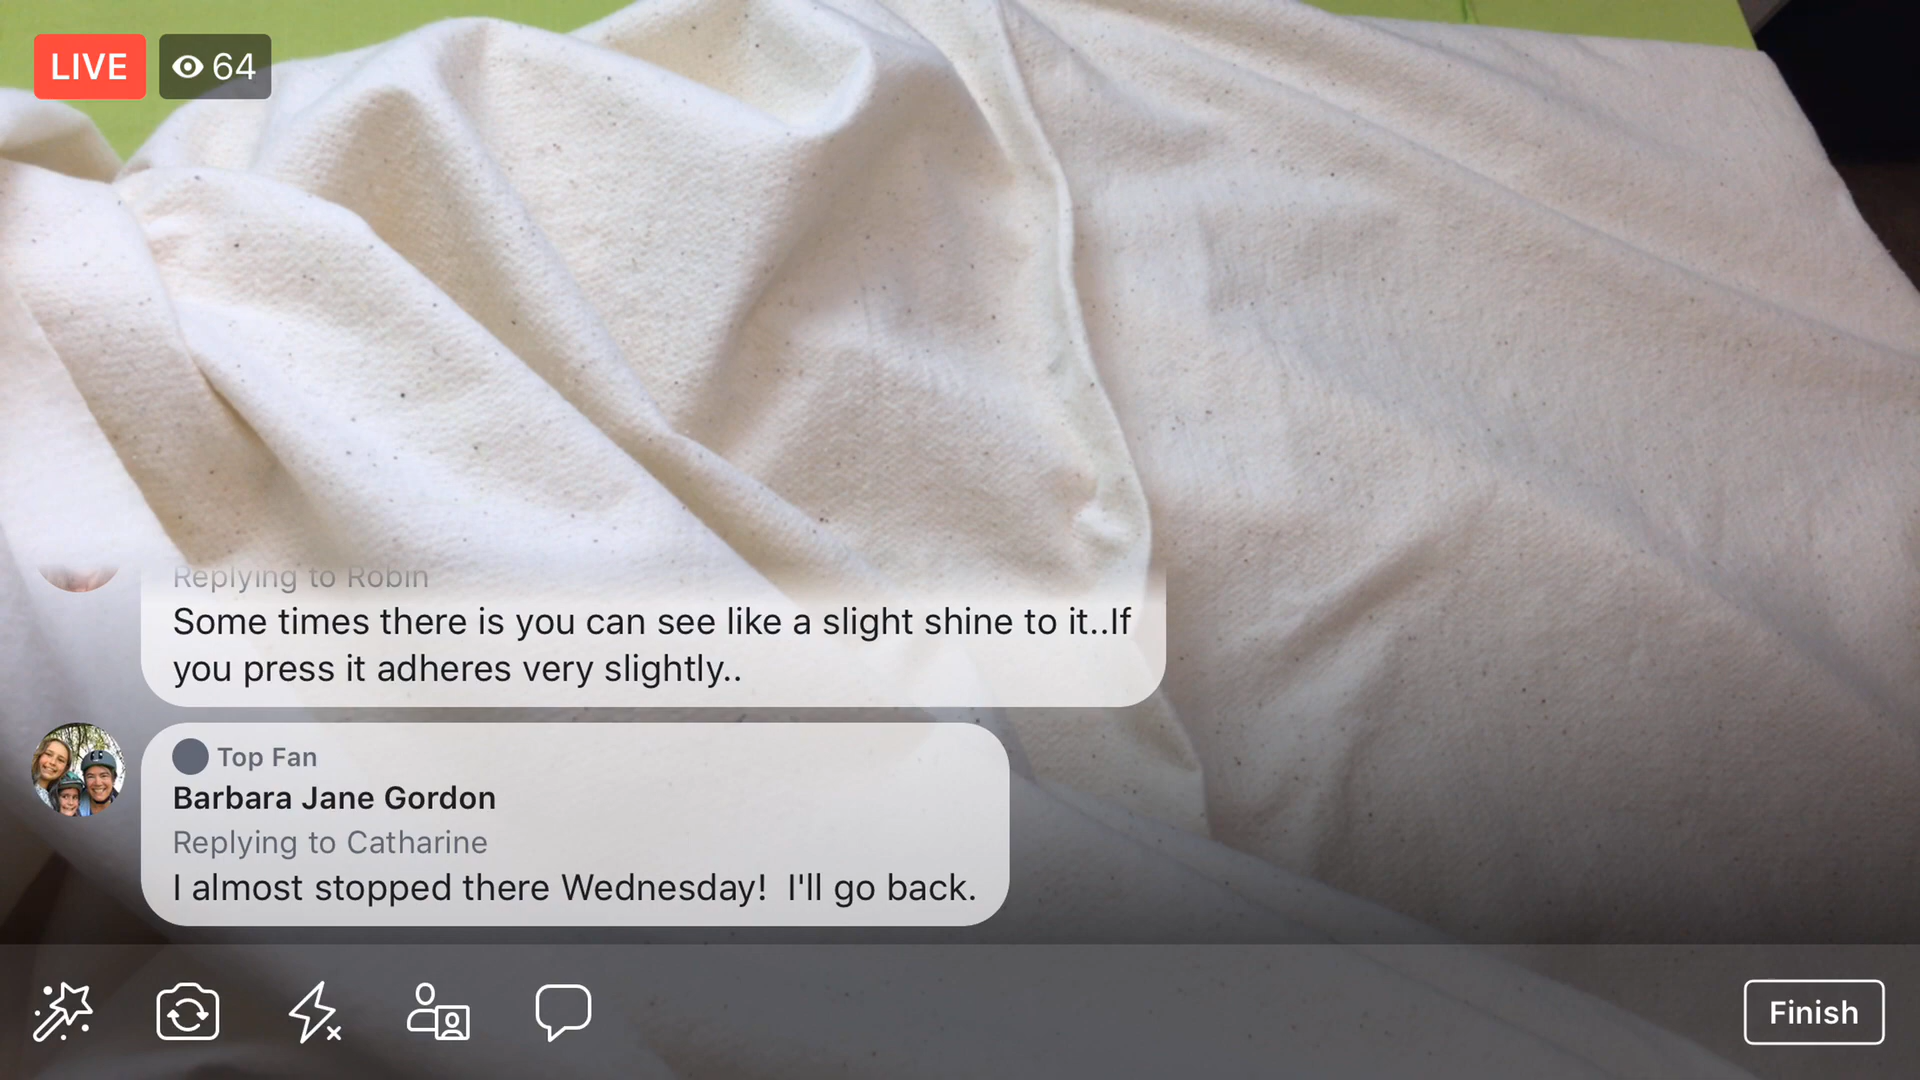 LIVE
64
Replying to Robin
Some times there is you can see like a slight shine to it..If
you press it adheres very slightly..
Top Fan
Barbara Jane Gordon
Replying to Catharine
I almost stopped there Wednesday!  I'll go back.
Finish